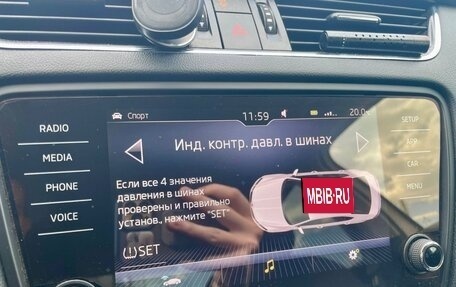 Спорт
11:59
20.0
RADIO
MEDIA
PHONE
VOICE
SETUP
APP
CAR
MENU
Инд. контр. давл. в шинах
Если все 4 значения
давления в шинах
проверены и правильно
установ., нажмите "SET"
SET
MBIB·RU